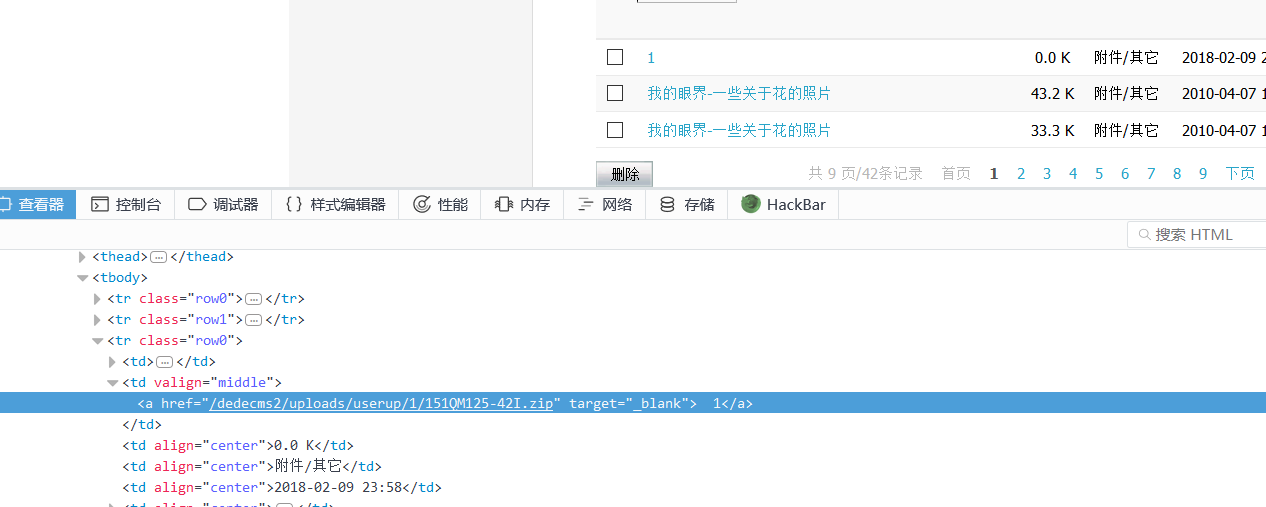 1 0.0 K 附件/其它 2018-02-09 2
我的眼界-一些关于花的照片 43.2 K 附件/其它 2010-04-07 1
我的眼界-一些关于花的照片 33.3 K 附件/其它 2010-04-07 1
删除 共 9 页/42条记录 首页 1 2 3 4 5 6 7 8 9 下页
查看器 控制台 调试器 {} 样式编辑器 性能 内存 网络 存储 HackBar
搜索 HTML
<thead>…</thead>
<tbody>
<tr class="row0">…</tr>
<tr class="row1">…</tr>
<tr class="row0">
<td>…</td>
<td valign="middle">
<a href="/dedecms2/uploads/userup/1/151QM125-42I.zip" target="_blank"> 1</a>
</td>
<td align="center">0.0 K</td>
<td align="center">附件/其它</td>
<td align="center">2018-02-09 23:58</td>
<td align="center">…</td>